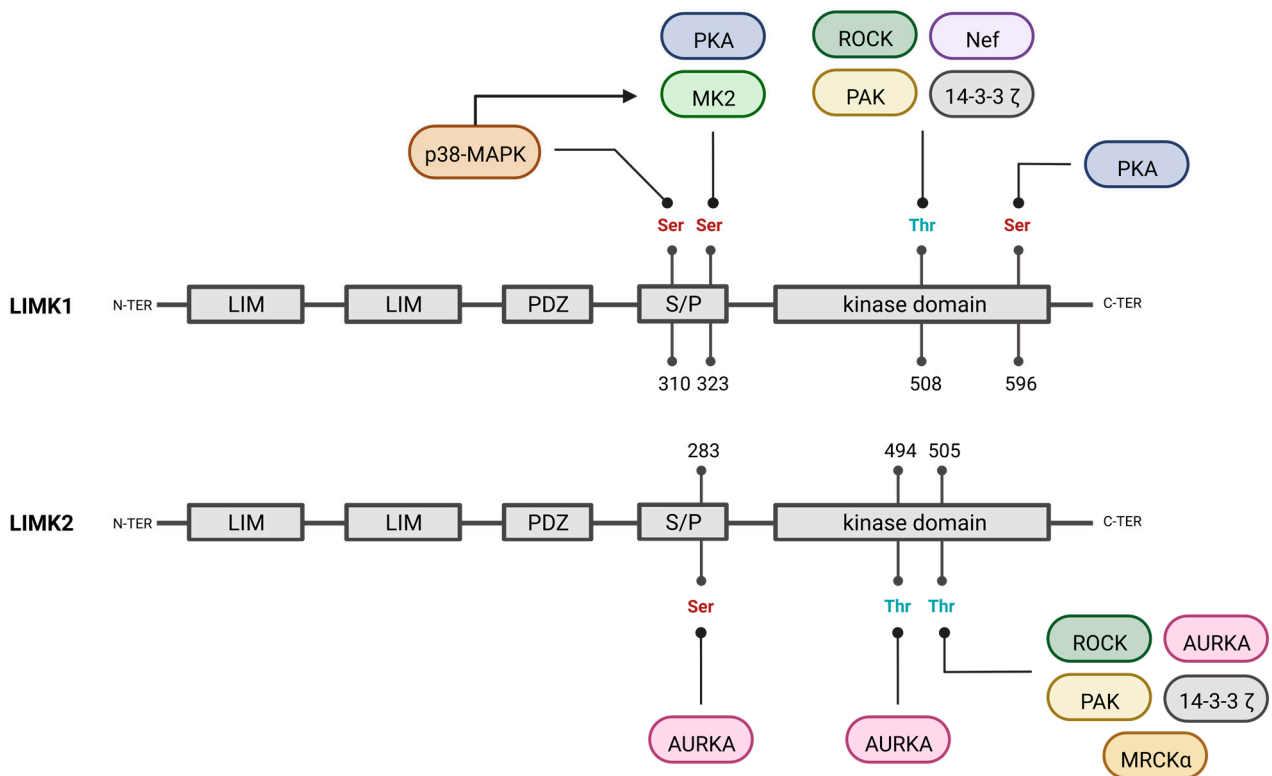 PKA
ROCK
Nef
MK2
PAK
14-3-3 ζ
p38-MAPK
PKA
Ser Ser
Thr
Ser
LIMK1
N-TER
LIM
LIM
PDZ
S/P
kinase domain
C-TER
310 323
508
596
283
494 505
LIMK2
N-TER
LIM
LIM
PDZ
S/P
kinase domain
C-TER
Ser
Thr Thr
ROCK
AURKA
PAK
14-3-3 ζ
AURKA
AURKA
MRCKα